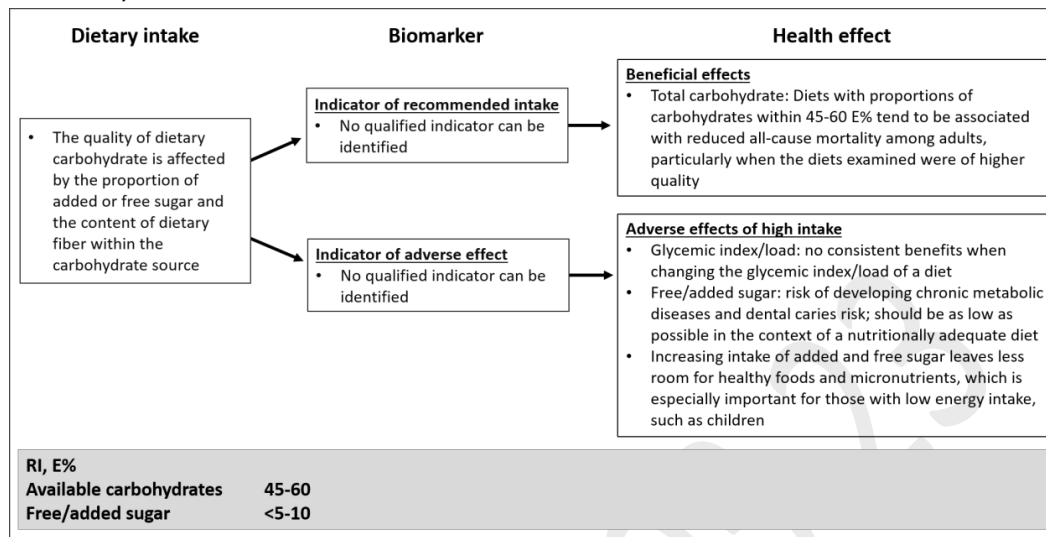 Dietary intake
Biomarker
Health effect
• The quality of dietary
carbohydrate is affected
by the proportion of
added or free sugar and
the content of dietary
fiber within the
carbohydrate source
Indicator of recommended intake
• No qualified indicator can be
identified
Indicator of adverse effect
• No qualified indicator can be
identified
Beneficial effects
• Total carbohydrate: Diets with proportions of
carbohydrates within 45-60 E% tend to be associated
with reduced all-cause mortality among adults,
particularly when the diets examined were of higher
quality
Adverse effects of high intake
• Glycemic index/load: no consistent benefits when
changing the glycemic index/load of a diet
• Free/added sugar: risk of developing chronic metabolic
diseases and dental caries risk; should be as low as
possible in the context of a nutritionally adequate diet
• Increasing intake of added and free sugar leaves less
room for healthy foods and micronutrients, which is
especially important for those with low energy intake,
such as children
RI, E%
Available carbohydrates 45-60
Free/added sugar <5-10